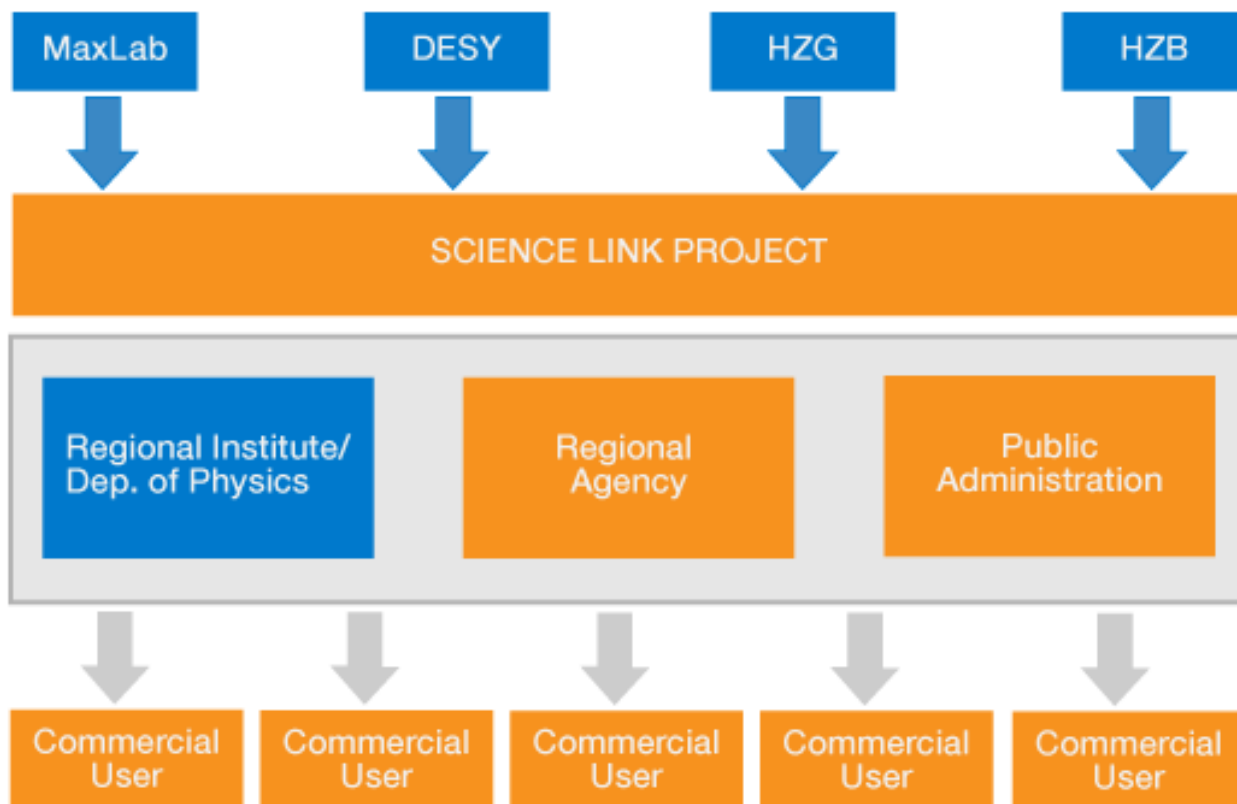 MaxLab
DESY
HZG
HZB
SCIENCE LINK PROJECT
Regional Institute/
Dep. of Physics
Regional
Agency
Public
Administration
Commercial
User
Commercial
User
Commercial
User
Commercial
User
Commercial
User